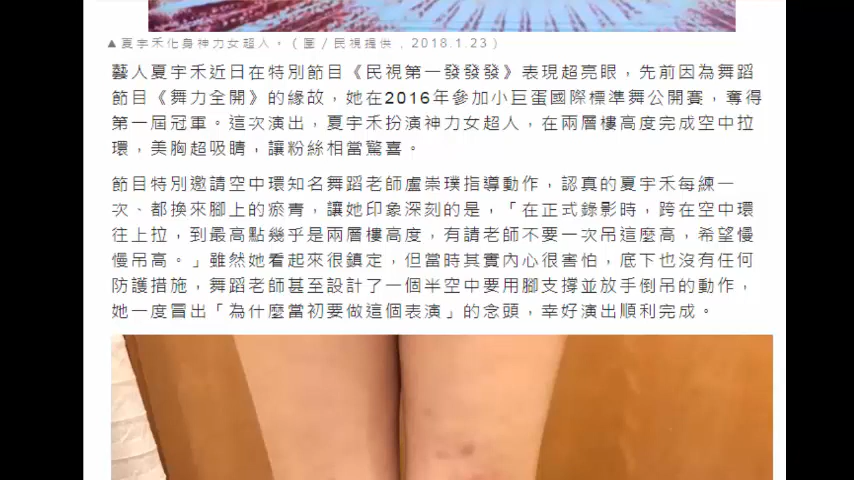 ▲夏宇禾化身神力女超人。（圖／民視提供，2018.1.23）
藝人夏宇禾近日在特別節目《民視第一發發發》表現超亮眼，先前因為舞蹈
節目《舞力全開》的緣故，她在2016年參加小巨蛋國際標準舞公開賽，奪得
第一屆冠軍。這次演出，夏宇禾扮演神力女超人，在兩層樓高度完成空中拉
環，美胸超吸睛，讓粉絲相當驚喜。
節目特別邀請空中環知名舞蹈老師盧崇璞指導動作，認真的夏宇禾每練一
次、都換來腳上的瘀青，讓她印象深刻的是，「在正式錄影時，跨在空中環
往上拉，到最高點幾乎是兩層樓高度，有請老師不要一次吊這麼高，希望慢
慢吊高。」雖然她看起來很鎮定，但當時其實內心很害怕，底下也沒有任何
防護措施，舞蹈老師甚至設計了一個半空中要用腳支撐並放手倒吊的動作，
她一度冒出「為什麼當初要做這個表演」的念頭，幸好演出順利完成。